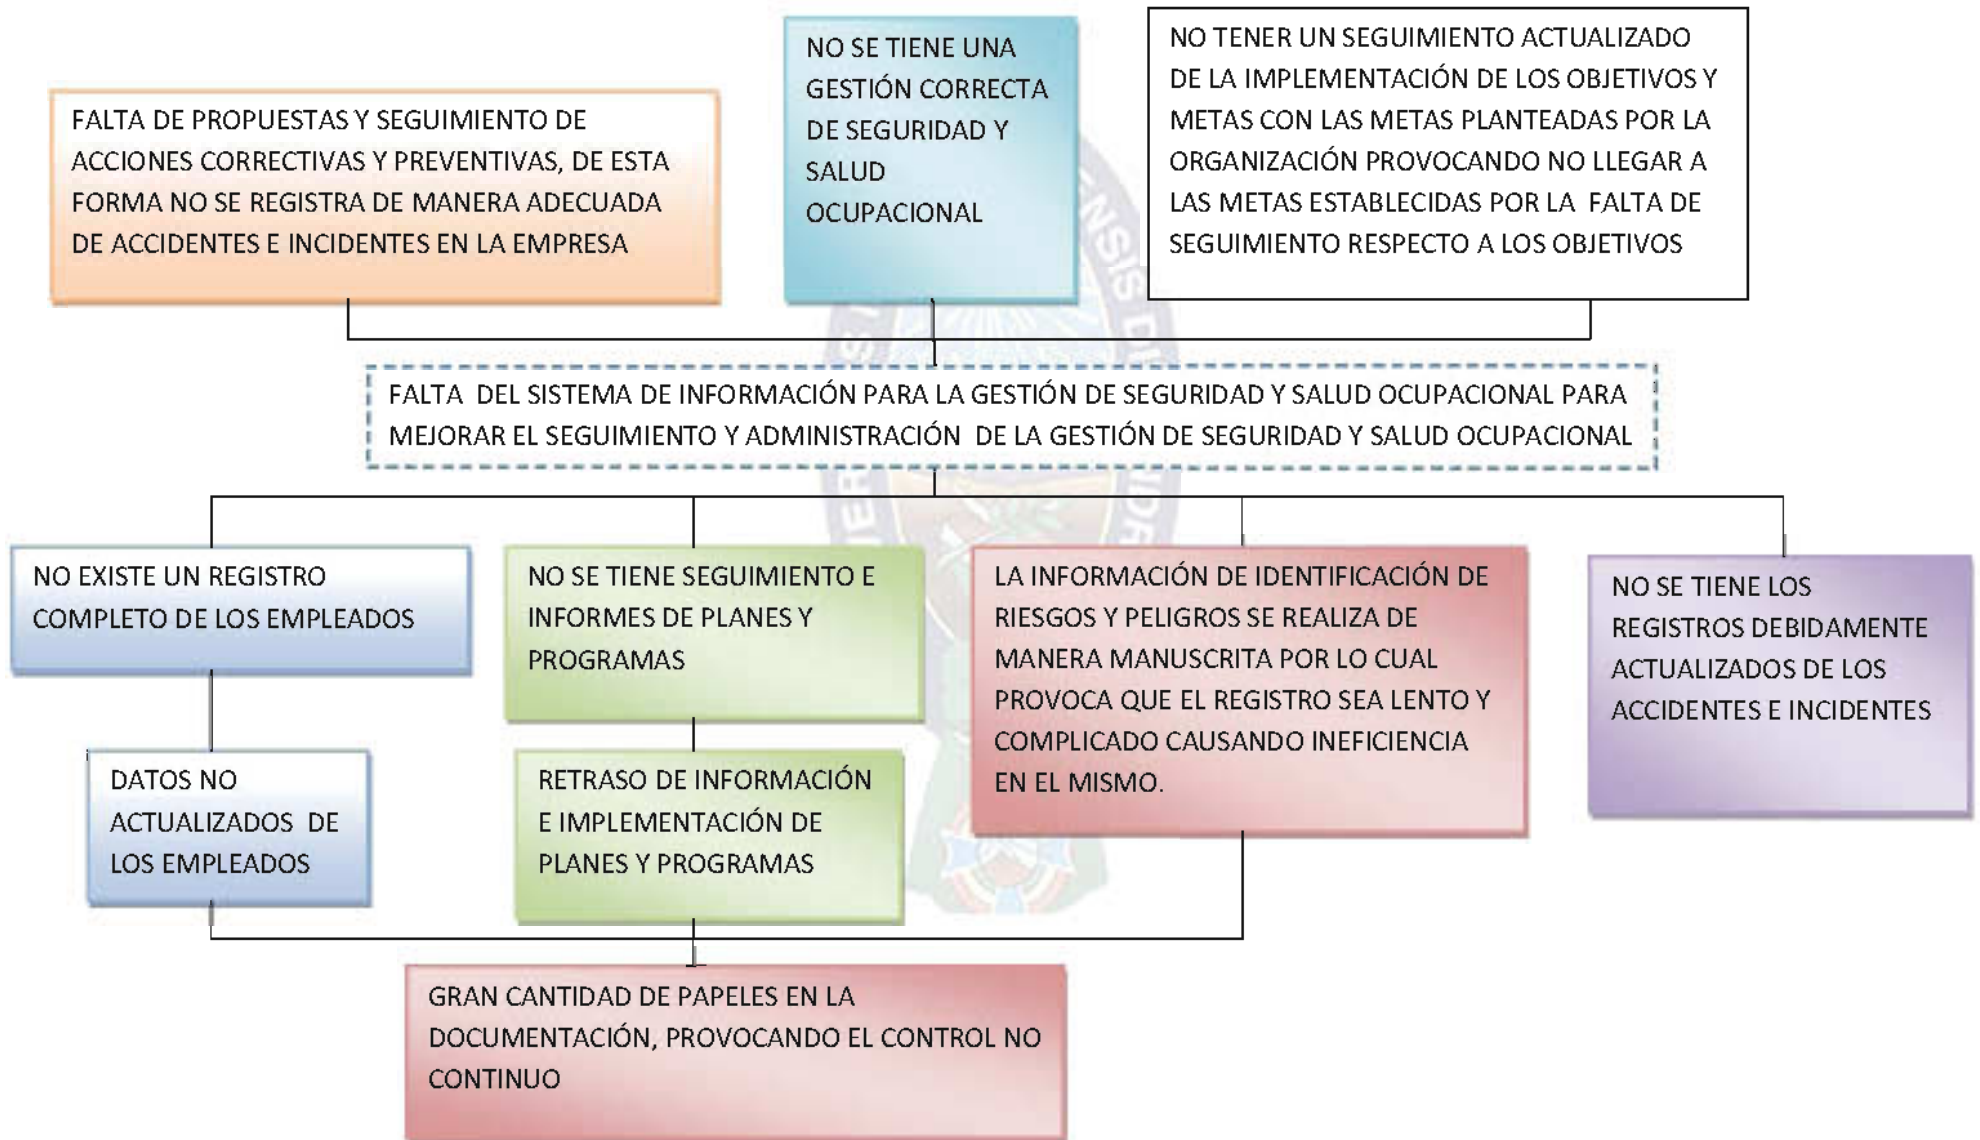 FALTA DE PROPUESTAS Y SEGUIMIENTO DE
ACCIONES CORRECTIVAS Y PREVENTIVAS, DE ESTA
FORMA NO SE REGISTRA DE MANERA ADECUADA
DE ACCIDENTES E INCIDENTES EN LA EMPRESA
NO SE TIENE UNA
GESTIÓN CORRECTA
DE SEGURIDAD Y
SALUD
OCUPACIONAL
NO TENER UN SEGUIMIENTO ACTUALIZADO
DE LA IMPLEMENTACIÓN DE LOS OBJETIVOS Y
METAS CON LAS METAS PLANTEADAS POR LA
ORGANIZACIÓN PROVOCANDO NO LLEGAR A
LAS METAS ESTABLECIDAS POR LA FALTA DE
SEGUIMIENTO RESPECTO A LOS OBJETIVOS
FALTA DEL SISTEMA DE INFORMACIÓN PARA LA GESTIÓN DE SEGURIDAD Y SALUD OCUPACIONAL PARA
MEJORAR EL SEGUIMIENTO Y ADMINISTRACIÓN DE LA GESTIÓN DE SEGURIDAD Y SALUD OCUPACIONAL
NO EXISTE UN REGISTRO
COMPLETO DE LOS EMPLEADOS
NO SE TIENE SEGUIMIENTO E
INFORMES DE PLANES Y
PROGRAMAS
LA INFORMACIÓN DE IDENTIFICACIÓN DE
RIESGOS Y PELIGROS SE REALIZA DE
MANERA MANUSCRITA POR LO CUAL
PROVOCA QUE EL REGISTRO SEA LENTO Y
COMPLICADO CAUSANDO INEFICIENCIA
EN EL MISMO.
NO SE TIENE LOS
REGISTROS DEBIDAMENTE
ACTUALIZADOS DE LOS
ACCIDENTES E INCIDENTES
DATOS NO
ACTUALIZADOS DE
LOS EMPLEADOS
RETRASO DE INFORMACIÓN
E IMPLEMENTACIÓN DE
PLANES Y PROGRAMAS
GRAN CANTIDAD DE PAPELES EN LA
DOCUMENTACIÓN, PROVOCANDO EL CONTROL NO
CONTINUO